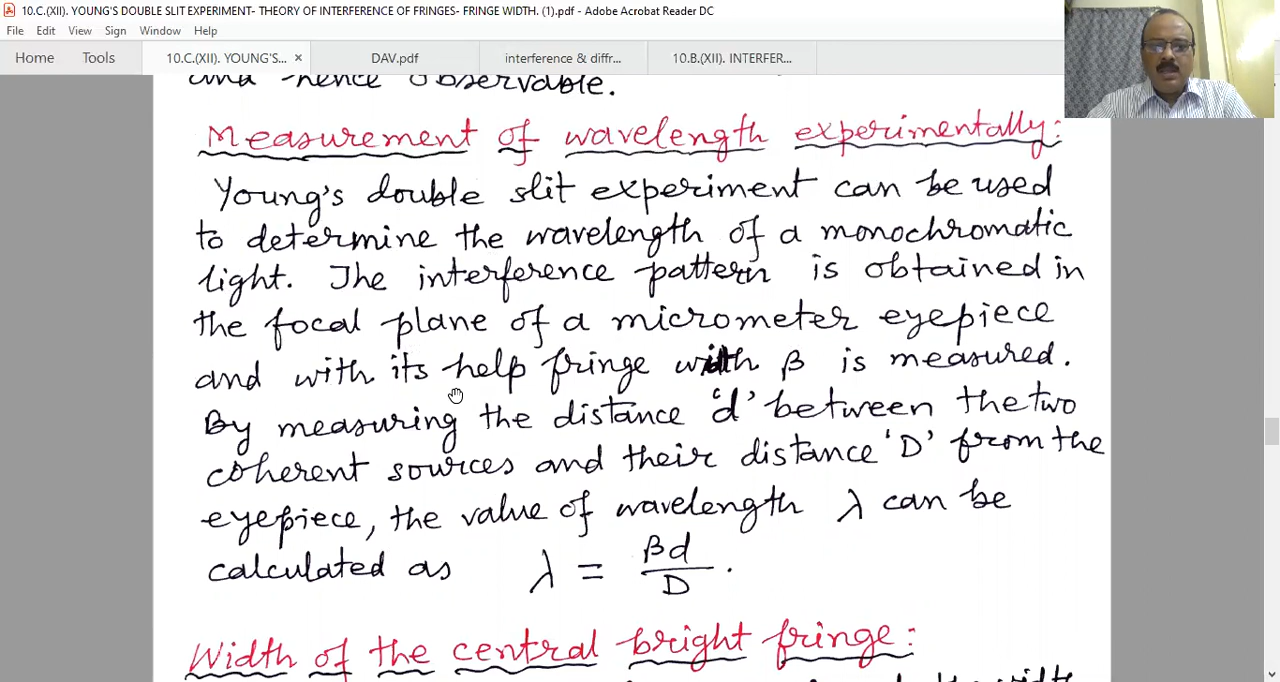 10.C.(XII). YOUNG'S DOUBLE SLIT EXPERIMENT- THEORY OF INTERFERENCE OF FRINGES- FRINGE WIDTH. (1).pdf - Adobe Acrobat Reader DC
File Edit View Sign Window Help
Home Tools 10.C.(XII). YOUNG'S... × DAV.pdf interference & diffr... 10.B.(XII). INTERFER...
and hence observable.
Measurement of wavelength experimentally:
Young's double slit experiment can be used
to determine the wavelength of a monochromatic
light. The interference pattern is obtained in
the focal plane of a micrometer eyepiece
and with its help fringe width β is measured.
By measuring the distance 'd' between the two
coherent sources and their distance 'D' from the
eyepiece, the value of wavelength λ can be
calculated as λ = βd/D.
Width of the central bright fringe: